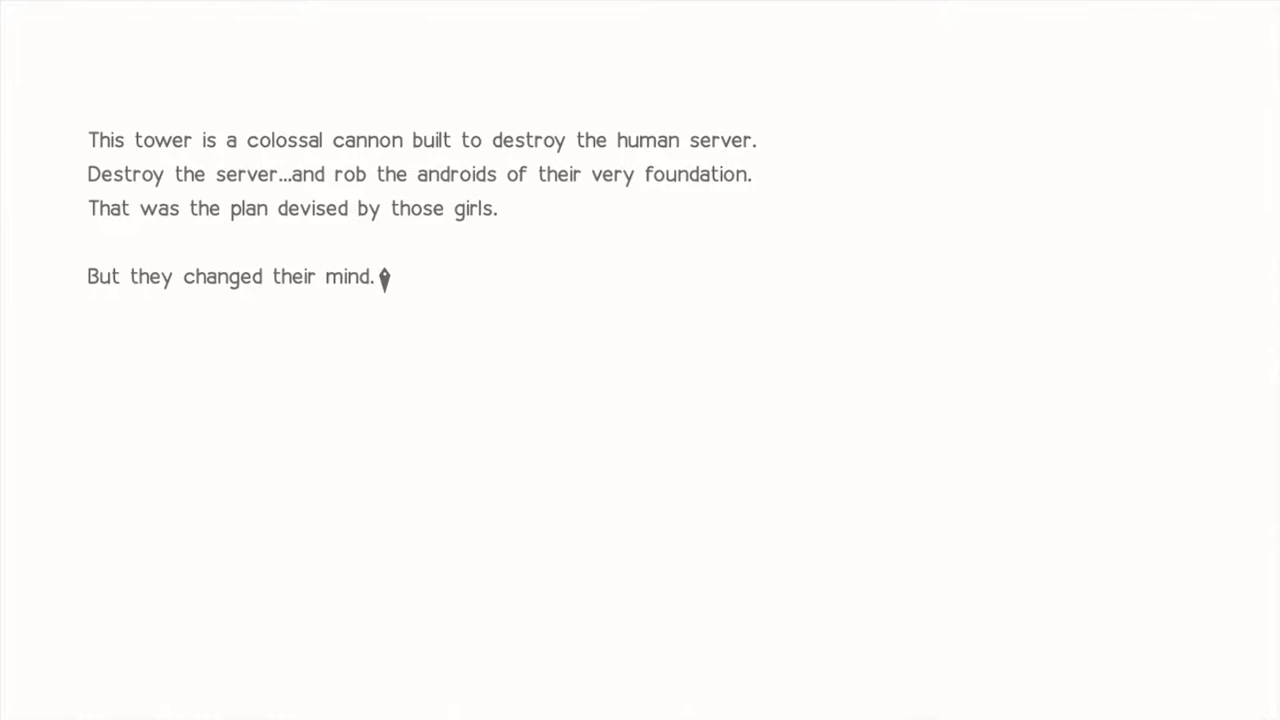 This tower is a colossal cannon built to destroy the human server.
Destroy the server...and rob the androids of their very foundation.
That was the plan devised by those girls.
But they changed their mind.